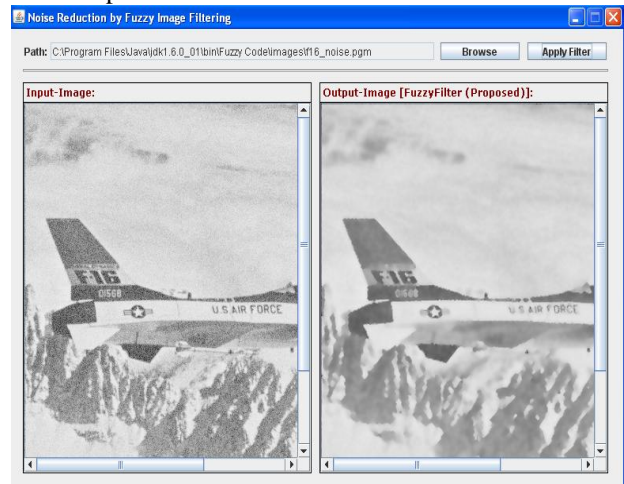 Noise Reduction by Fuzzy Image Filtering
Path: C:\Program Files\Java\jdk1.6.0_01\bin\Fuzzy Code\images\f16_noise.pgm Browse Apply Filter
Input-Image:
Output-Image [FuzzyFilter (Proposed)]:
F16
01568
U.S.AIR FORCE
F16
01568
U.S.AIR FORCE